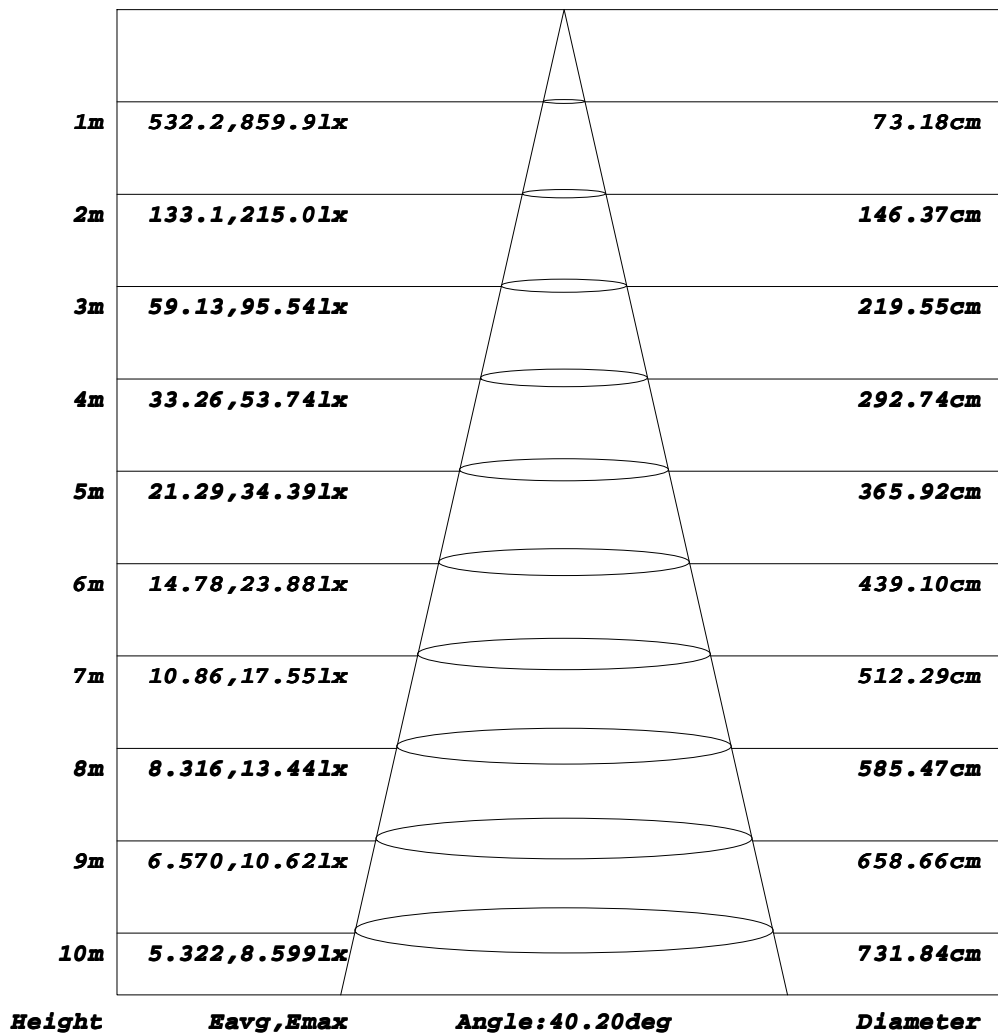 1m 532.2,859.9lx 73.18cm
2m 133.1,215.0lx 146.37cm
3m 59.13,95.54lx 219.55cm
4m 33.26,53.74lx 292.74cm
5m 21.29,34.39lx 365.92cm
6m 14.78,23.88lx 439.10cm
7m 10.86,17.55lx 512.29cm
8m 8.316,13.44lx 585.47cm
9m 6.570,10.62lx 658.66cm
10m 5.322,8.599lx 731.84cm
Height Eavg,Emax Angle:40.20deg Diameter